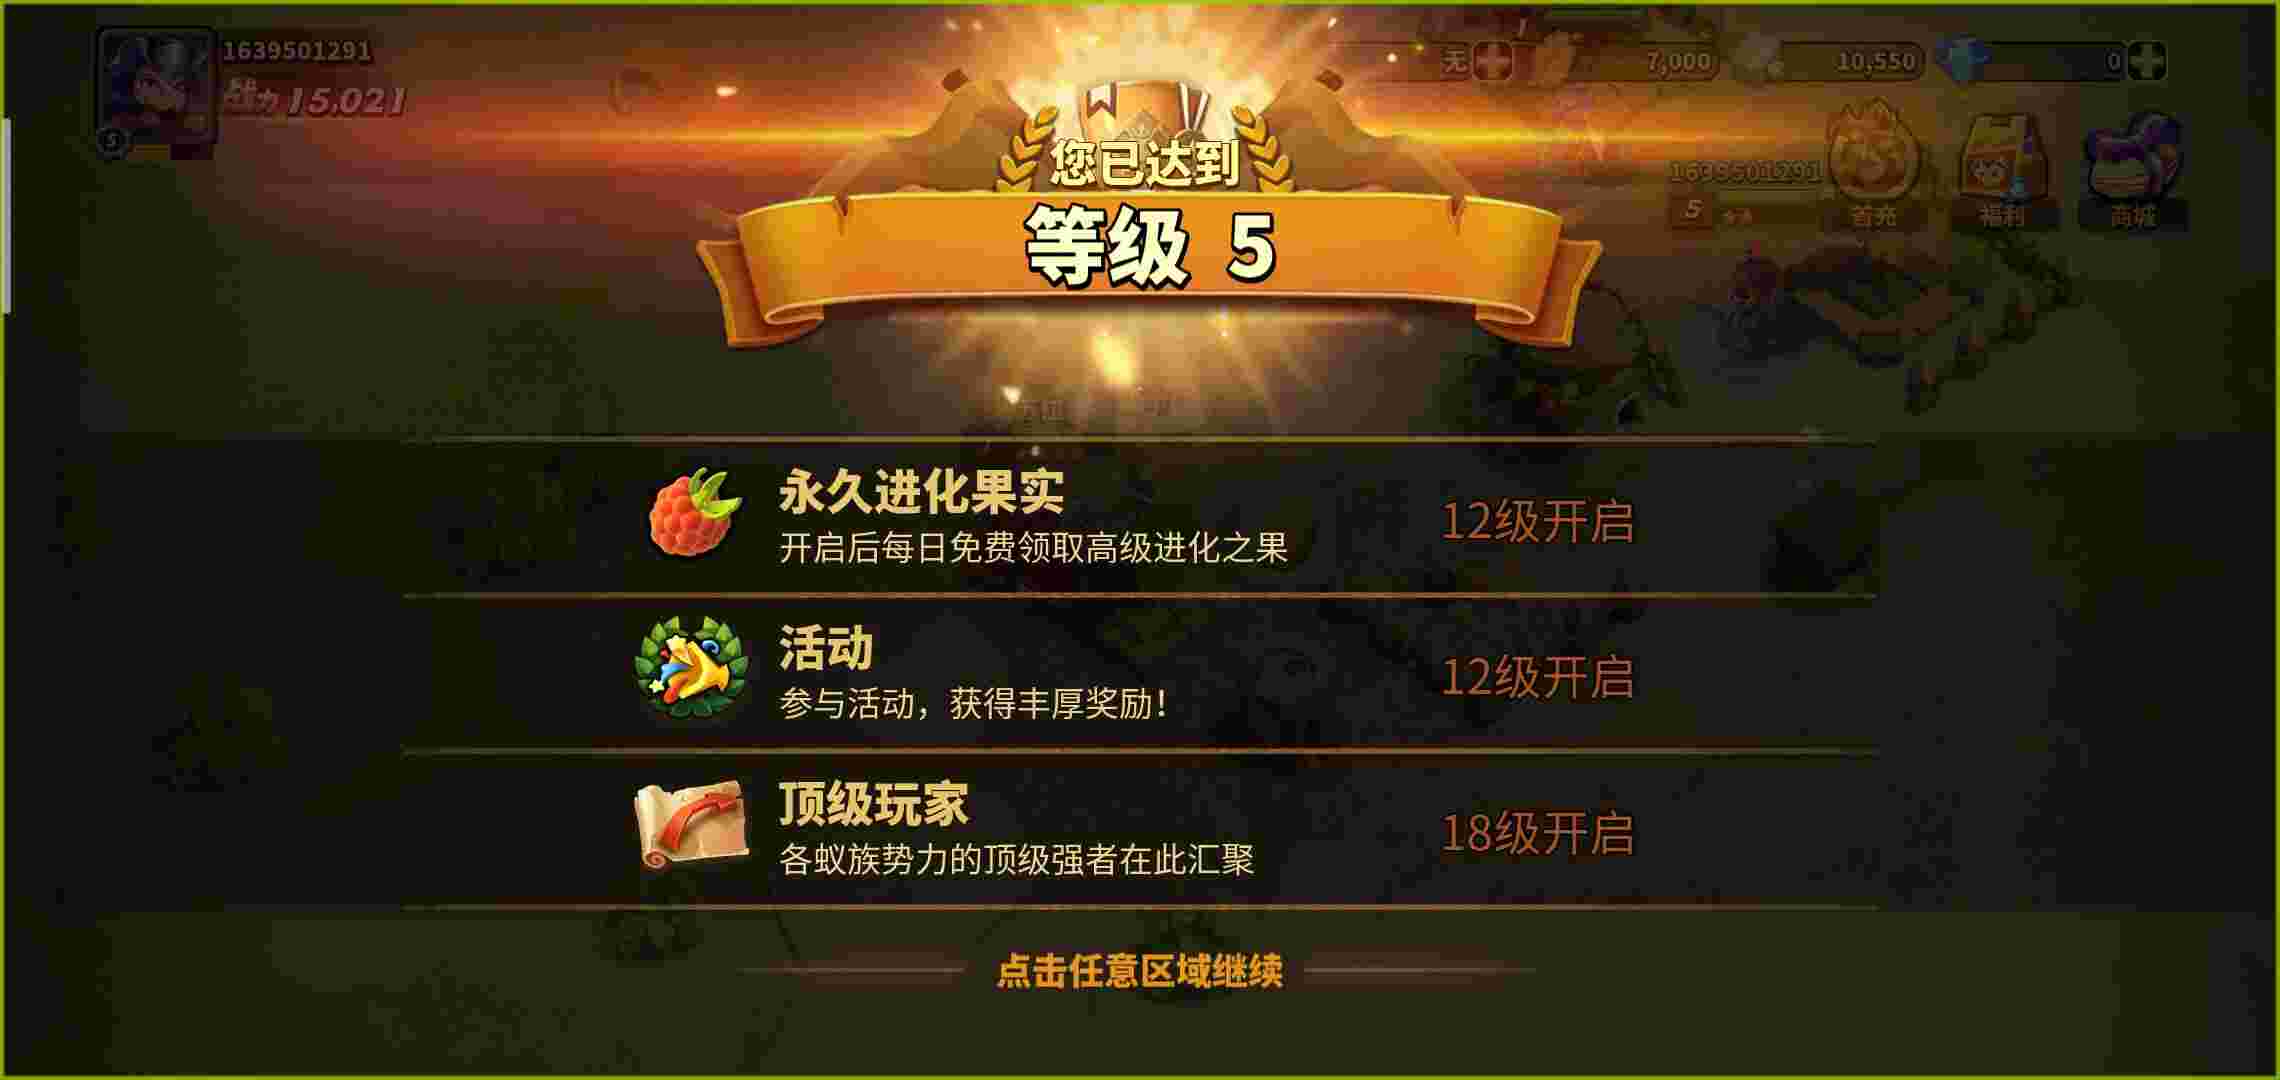 1639501291
战力 15,021
5
无
7,000
10,550
0
1639501291
5
首充
福利
商城
您已达到
等级 5
永久进化果实
开启后每日免费领取高级进化之果
12级开启
活动
参与活动，获得丰厚奖励！
12级开启
顶级玩家
各蚁族势力的顶级强者在此汇聚
18级开启
点击任意区域继续